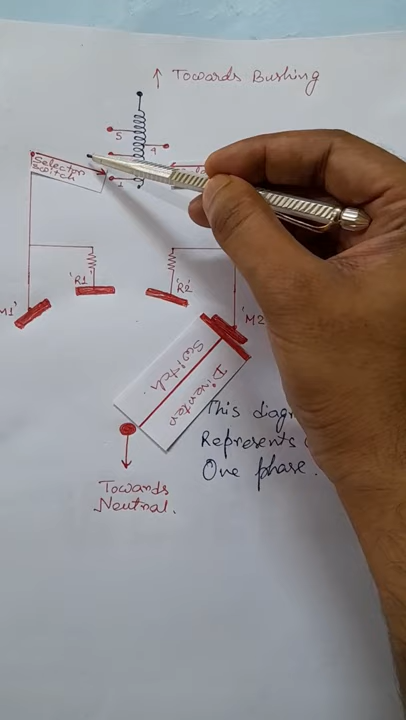 ↑ Towards Bushing
5
4
Selector
Switch
1
'R1'
'R2'
M1'
'M2
Diverter
Switch.
This diagr
Represents
One phase.
Towards
Neutral.